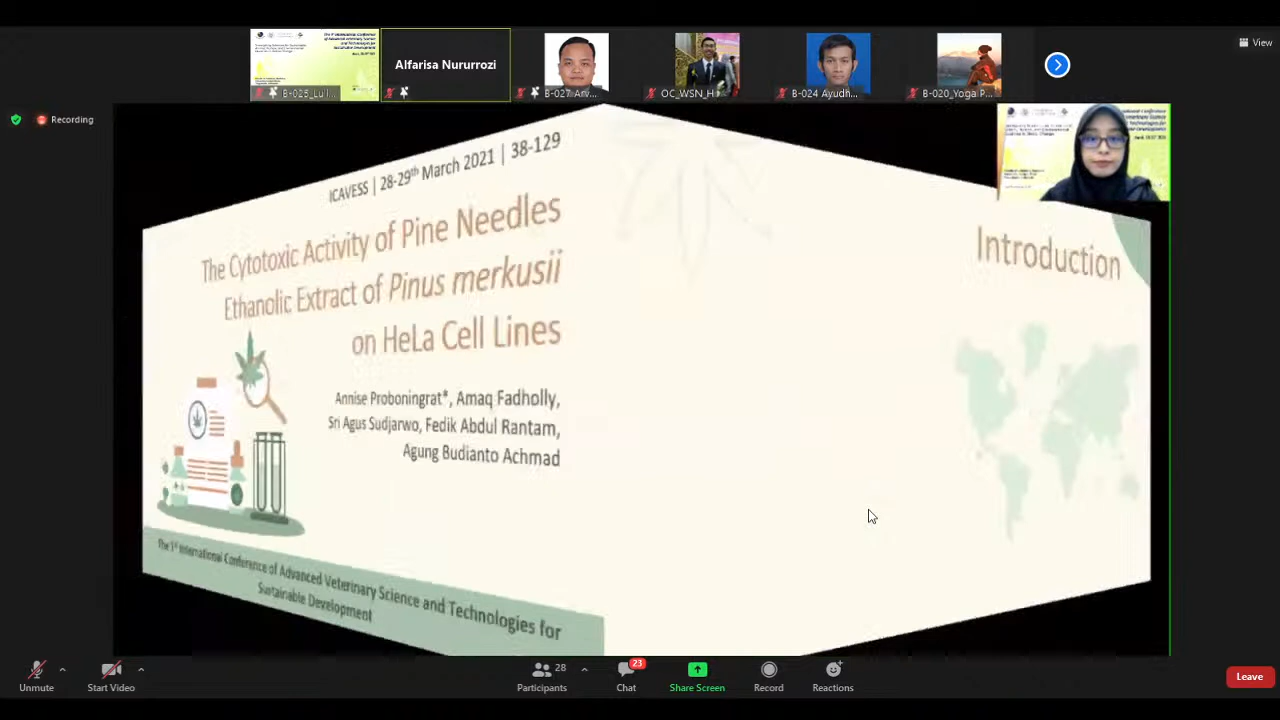 Alfarisa Nururrozi
B-027 Arv...
OC_WSN_H
B-024 Ayudh...
B-020_Yoga P...
View
Recording
ICAVESS | 28-29th March 2021 | 38-129
The Cytotoxic Activity of Pine Needles
Ethanolic Extract of Pinus merkusii
on HeLa Cell Lines
Annise Proboningrat*, Amaq Fadholly,
Sri Agus Sudjarwo, Fedik Abdul Rantam,
Agung Budianto Achmad
The 1st International Conference of Advanced Veterinary Science and Technologies for
Sustainable Development
Introduction
Unmute
Start Video
Participants
28
Chat
23
Share Screen
Record
Reactions
Leave